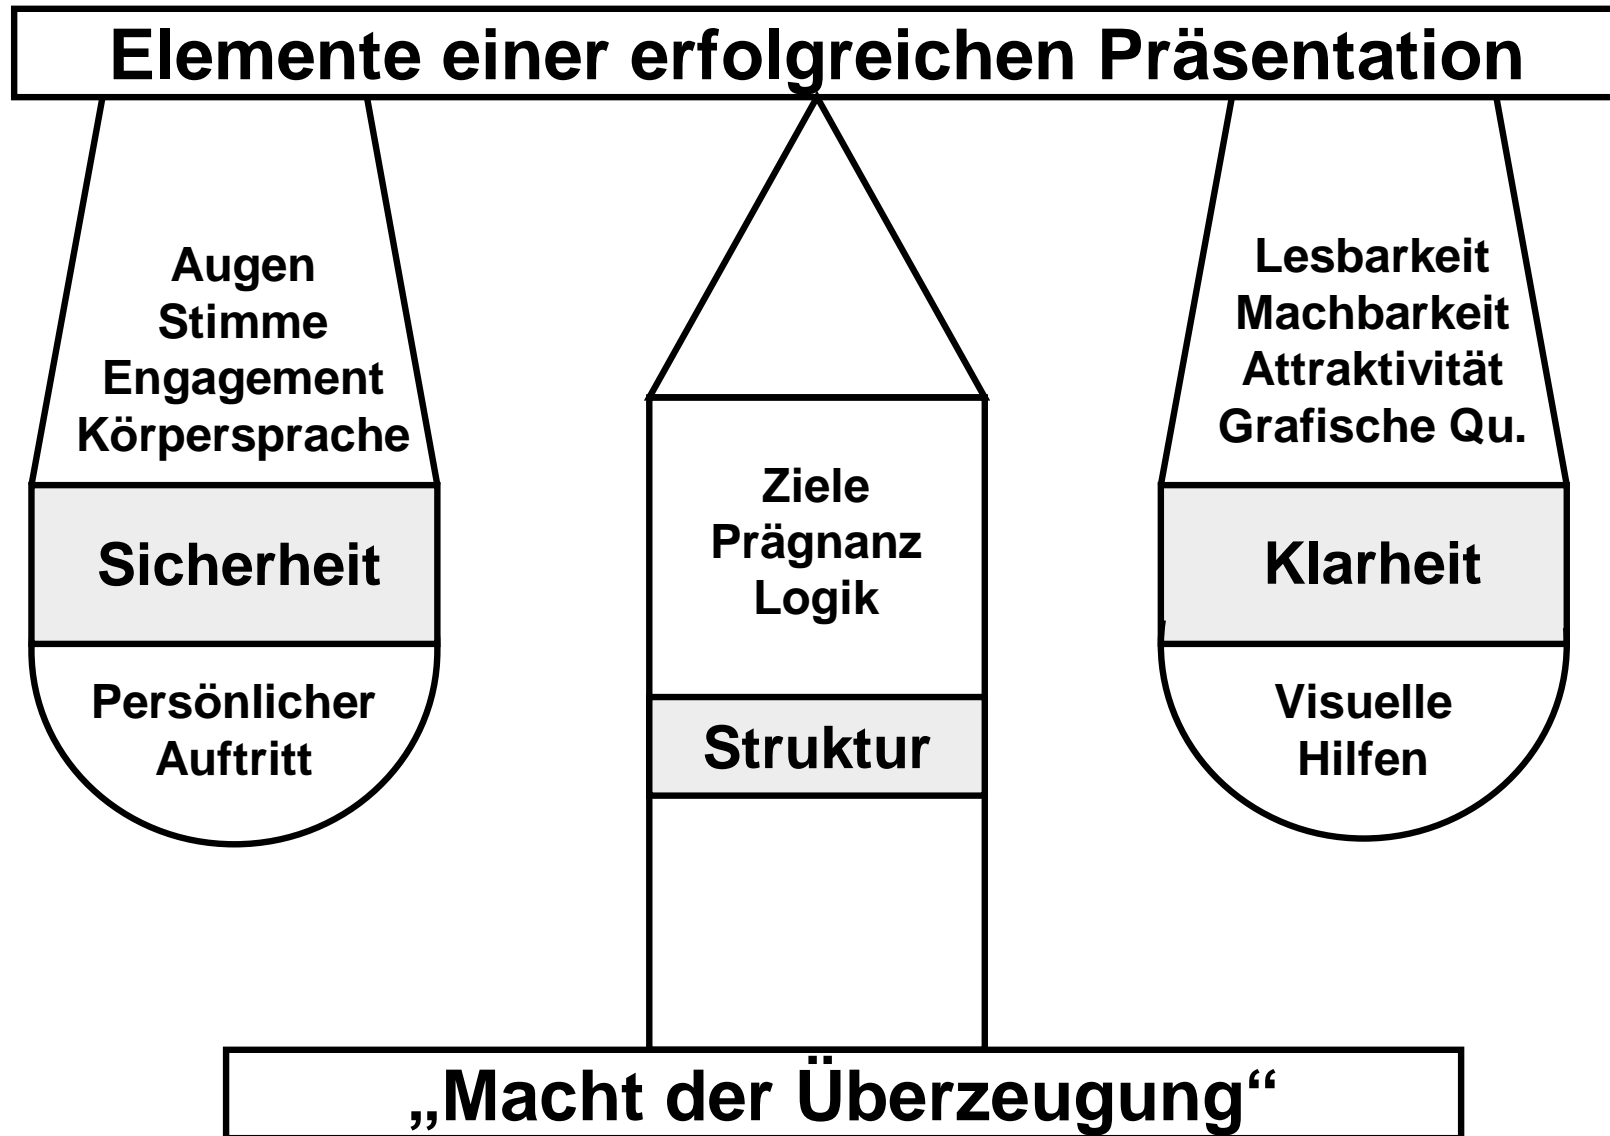 Elemente einer erfolgreichen Präsentation
Augen
Stimme
Engagement
Körpersprache
Sicherheit
Persönlicher
Auftritt
Ziele
Prägnanz
Logik
Struktur
Lesbarkeit
Machbarkeit
Attraktivität
Grafische Qu.
Klarheit
Visuelle
Hilfen
„Macht der Überzeugung“